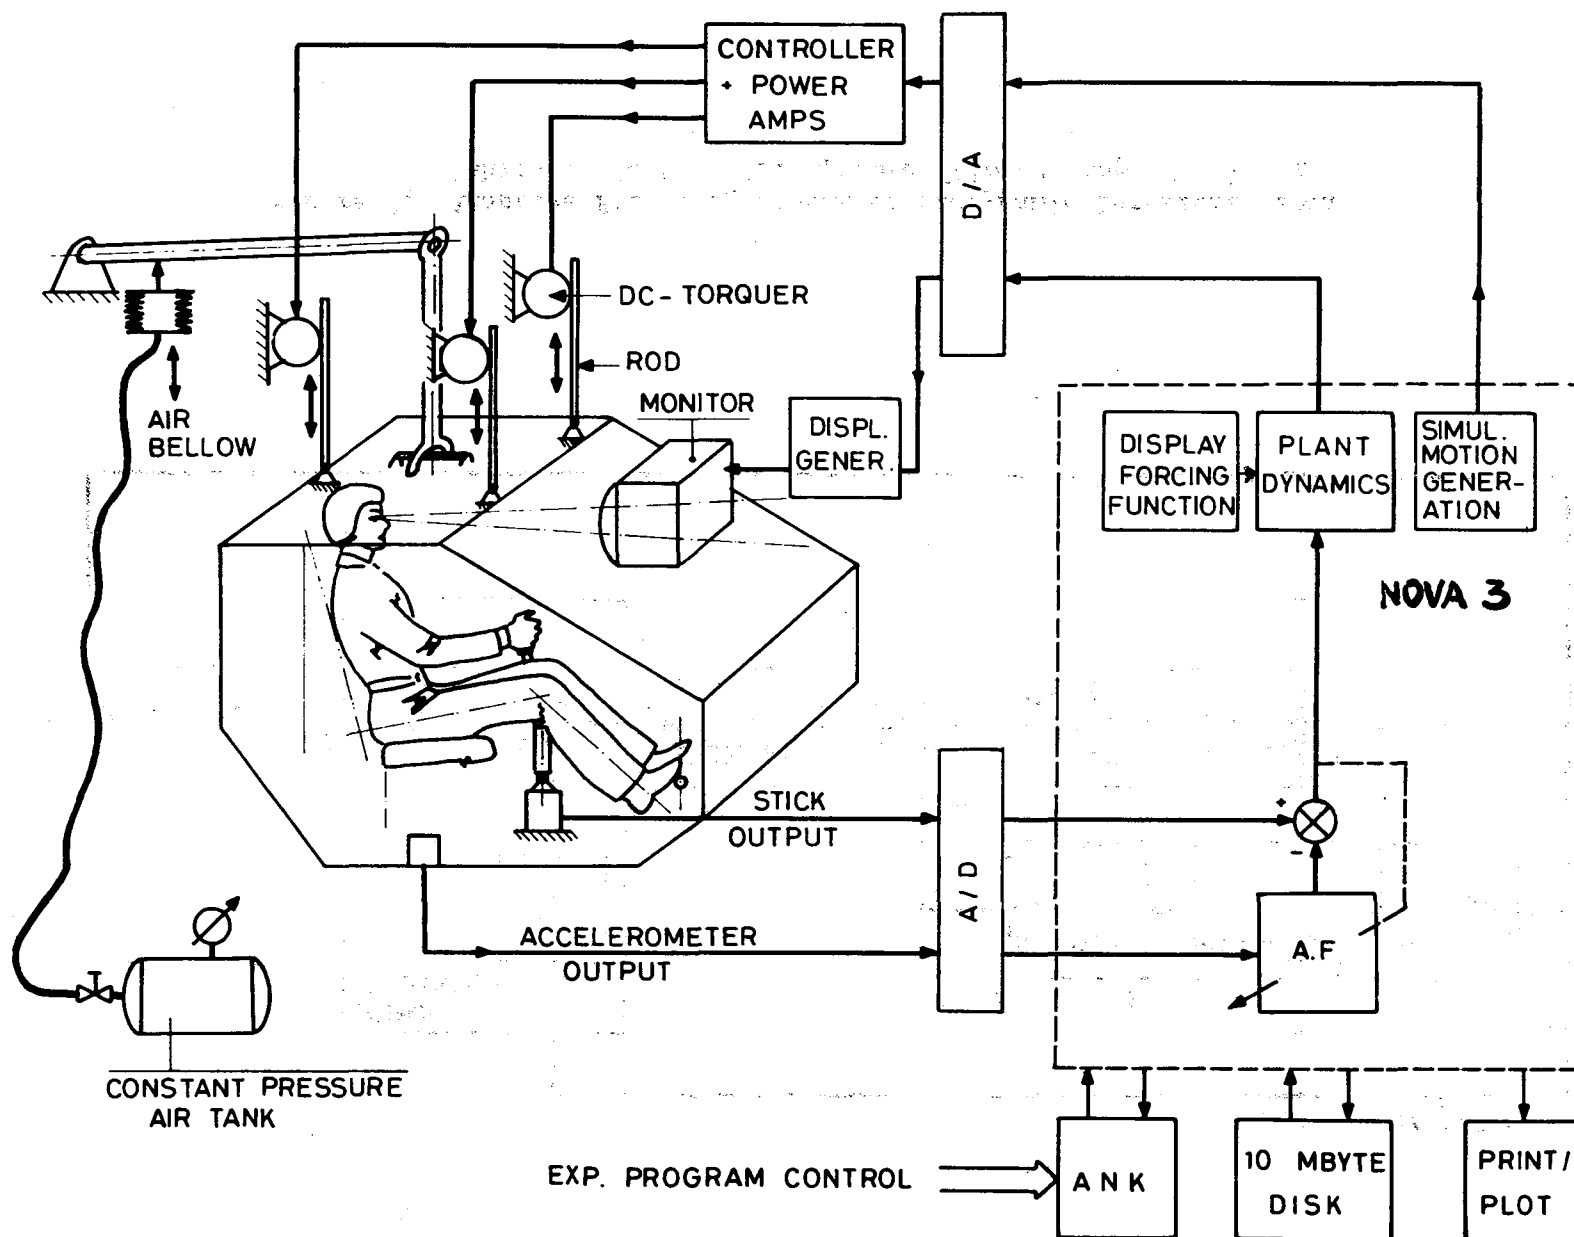 CONTROLLER
+ POWER
AMPS
D/A
DC-TORQUER
ROD
MONITOR
AIR
BELLOW
DISPL.
GENER.
DISPLAY
FORCING
FUNCTION
PLANT
DYNAMICS
SIMUL.
MOTION
GENER-
ATION
NOVA 3
STICK
OUTPUT
+
-
A/D
A.F
ACCELEROMETER
OUTPUT
CONSTANT PRESSURE
AIR TANK
EXP. PROGRAM CONTROL
ANK
10 MBYTE
DISK
PRINT/
PLOT